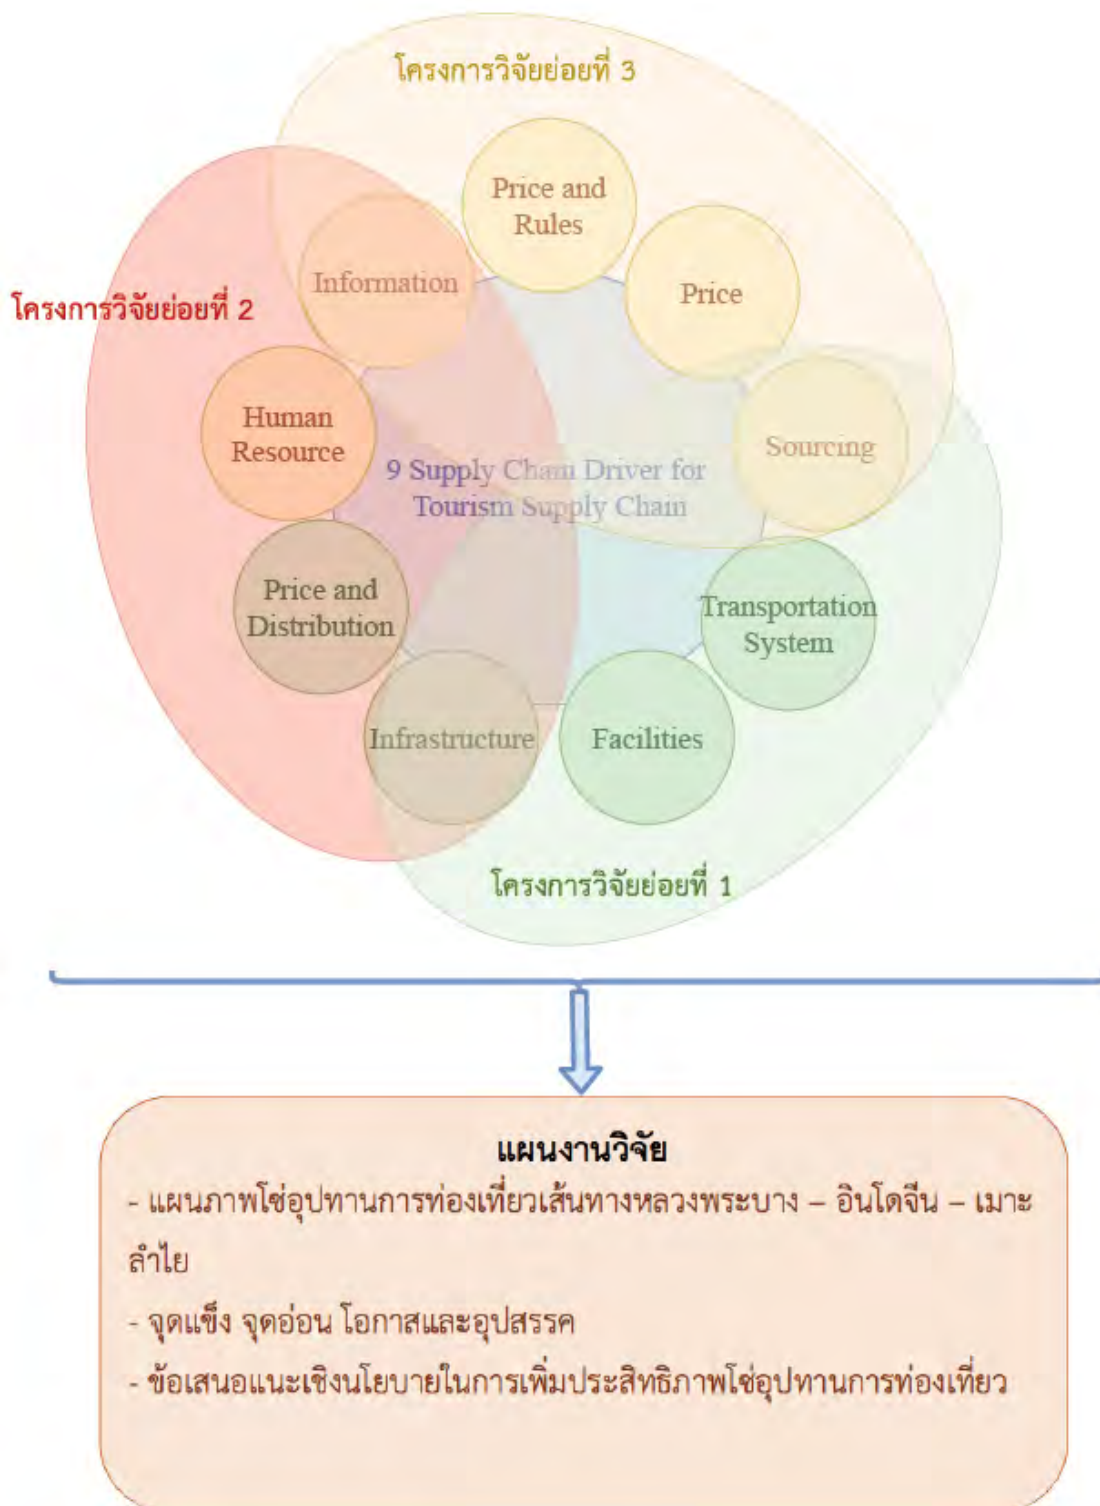 โครงการวิจัยย่อยที่ 3
Price and
Rules
Information
Price
โครงการวิจัยย่อยที่ 2
Human
Resource
Sourcing
9 Supply Chain Driver for
Tourism Supply Chain
Price and
Distribution
Transportation
System
Infrastructure
Facilities
โครงการวิจัยย่อยที่ 1
แผนงานวิจัย
- แผนภาพโซ่อุปทานการท่องเที่ยวเส้นทางหลวงพระบาง – อินโดจีน – เมาะ
ลำไย
- จุดแข็ง จุดอ่อน โอกาสและอุปสรรค
- ข้อเสนอแนะเชิงนโยบายในการเพิ่มประสิทธิภาพโซ่อุปทานการท่องเที่ยว